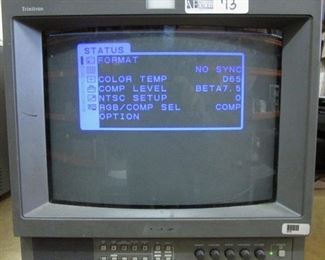 Trinitron
73
STATUS
FORMAT
NO SYNC
COLOR TEMP D65
COMP LEVEL BETA7.5
NTSC SETUP 0
RGB/COMP SEL COMP
OPTION